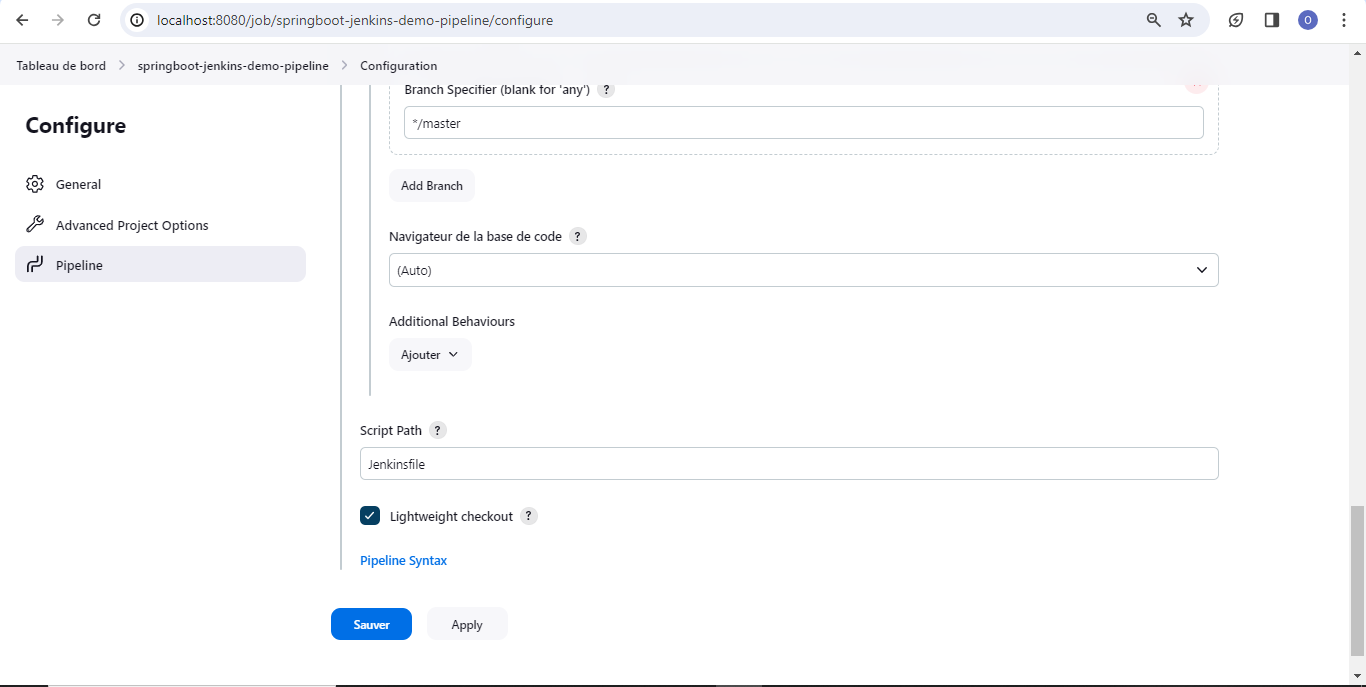 localhost:8080/job/springboot-jenkins-demo-pipeline/configure
O
Tableau de bord > springboot-jenkins-demo-pipeline > Configuration
Configure
General
Advanced Project Options
Pipeline
Branch Specifier (blank for 'any') ?
*/master
Add Branch
Navigateur de la base de code ?
(Auto)
Additional Behaviours
Ajouter
Script Path ?
Jenkinsfile
Lightweight checkout ?
Pipeline Syntax
Sauver
Apply